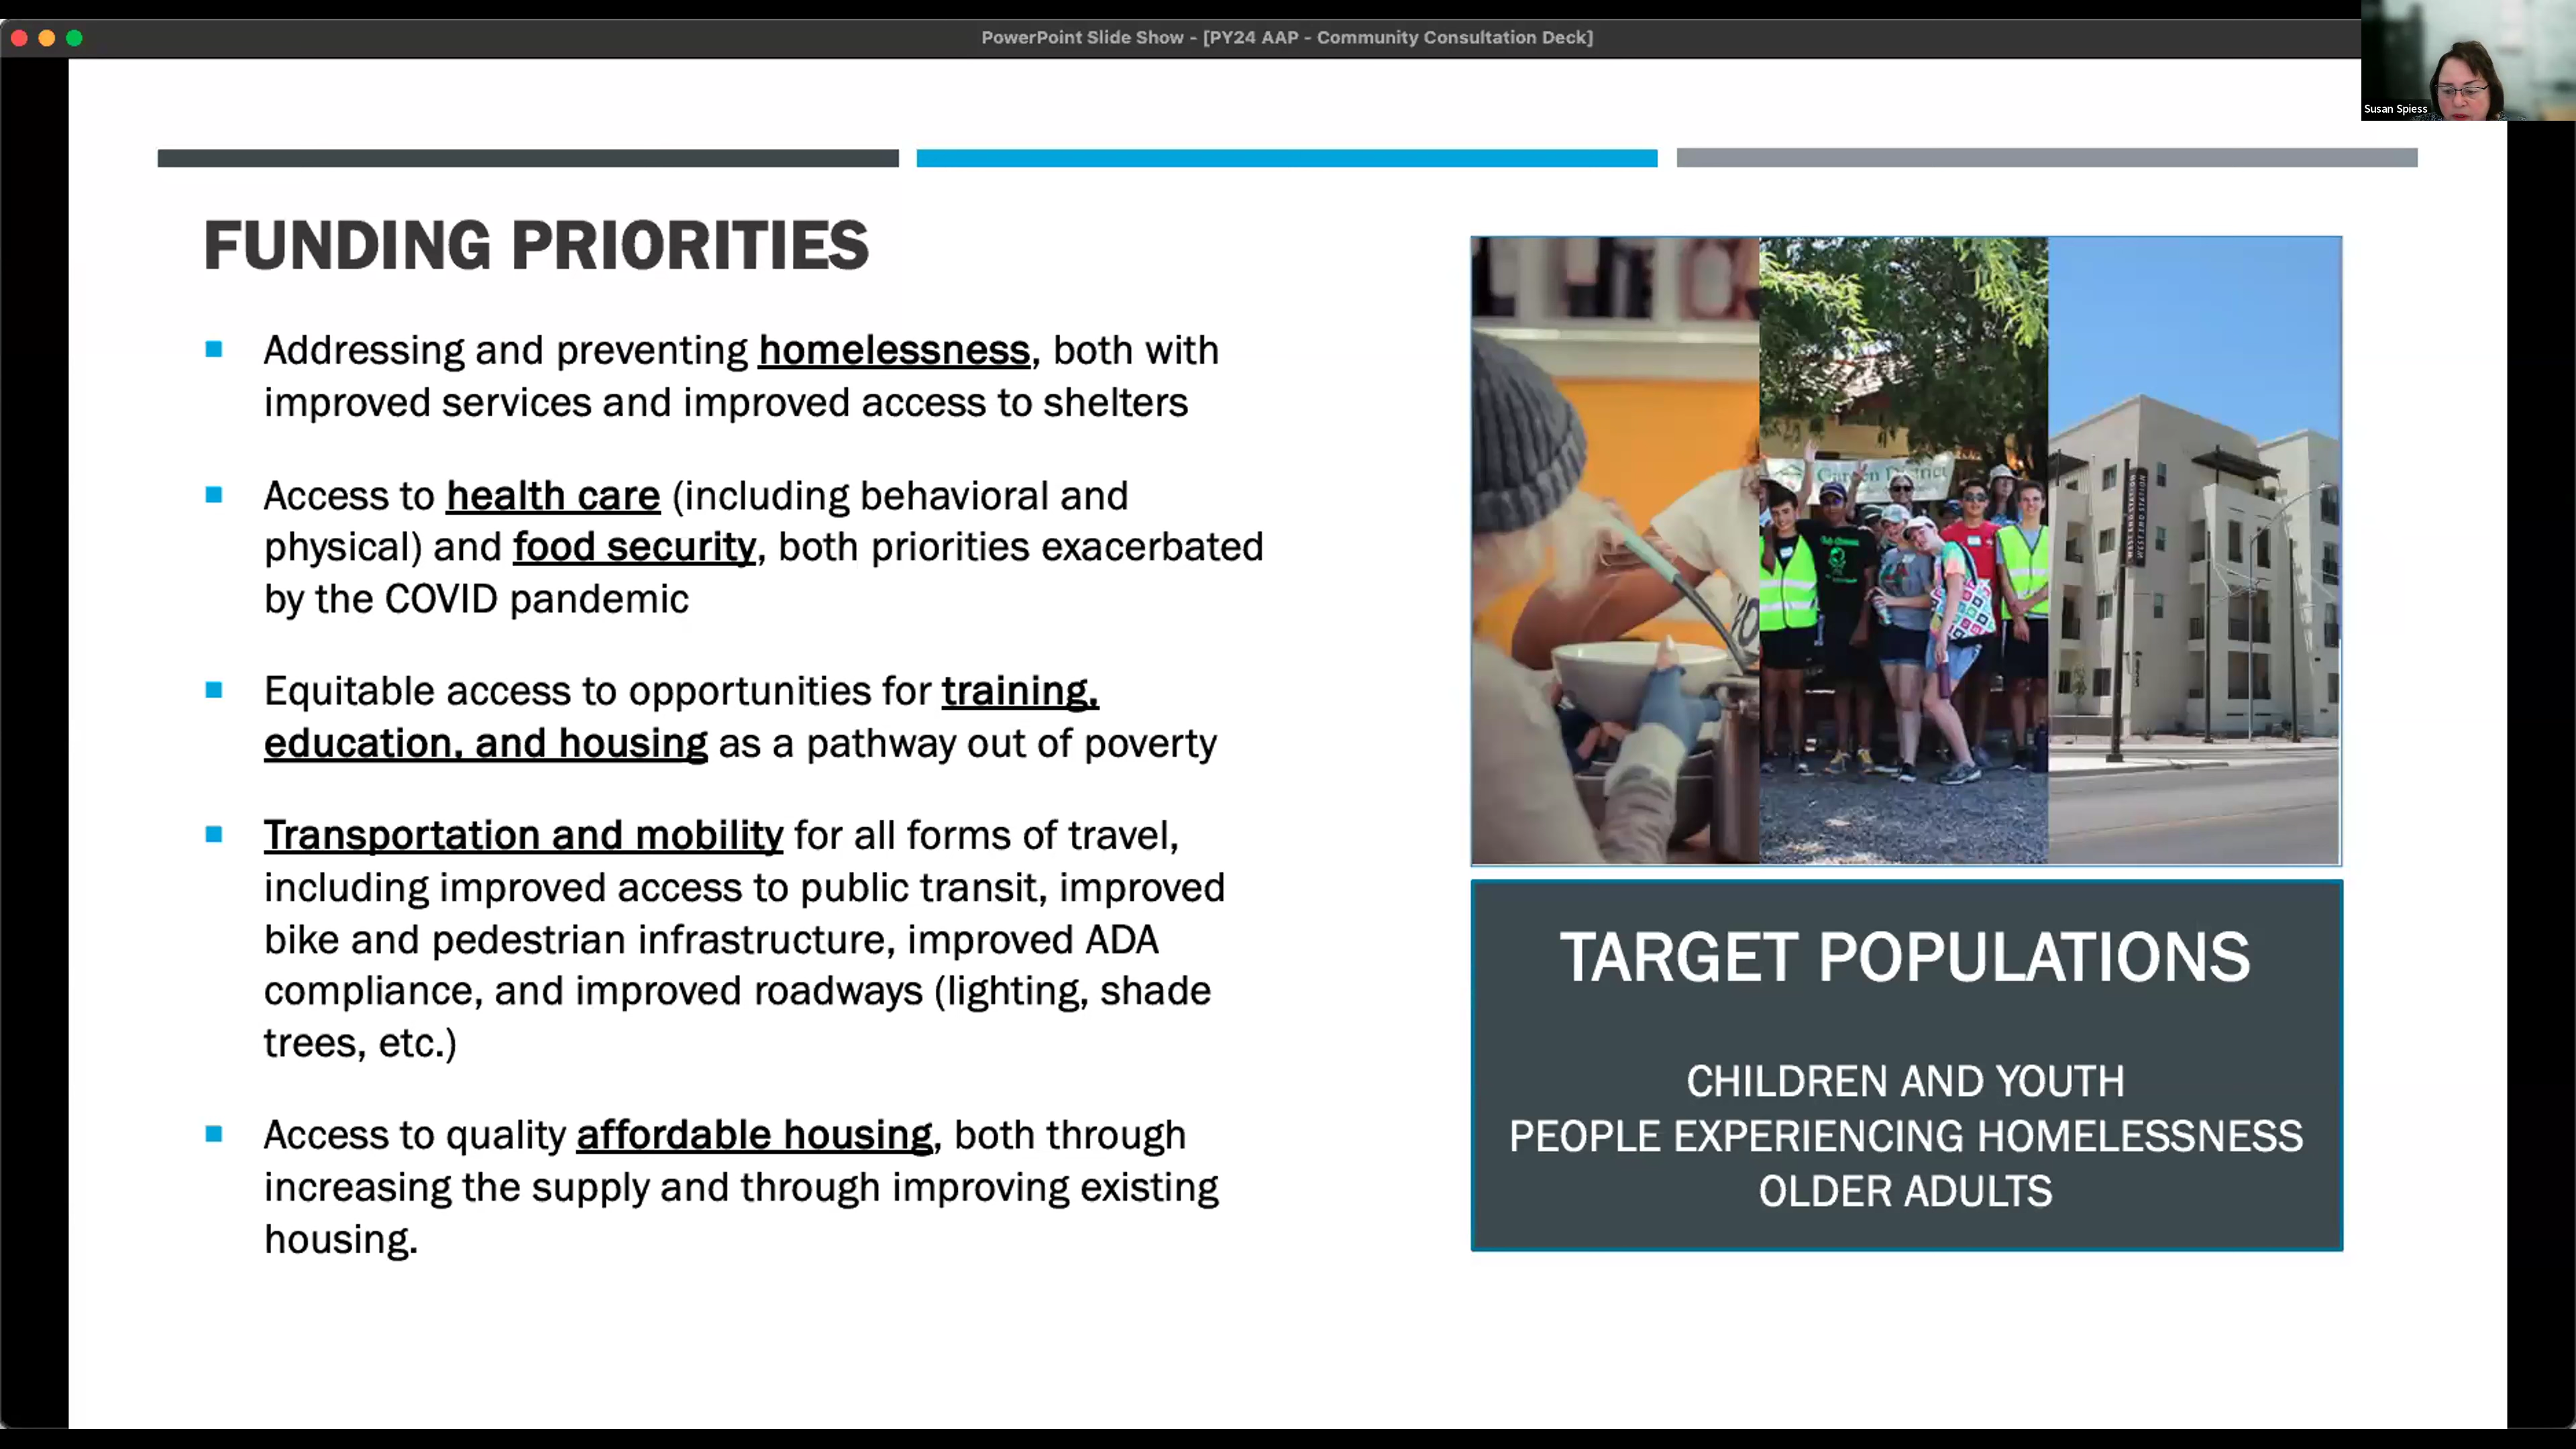 PowerPoint Slide Show - [PY24 AAP - Community Consultation Deck]
Susan Spiess
FUNDING PRIORITIES
Addressing and preventing homelessness, both with
improved services and improved access to shelters
Access to health care (including behavioral and
physical) and food security, both priorities exacerbated
by the COVID pandemic
Equitable access to opportunities for training,
education, and housing as a pathway out of poverty
Transportation and mobility for all forms of travel,
including improved access to public transit, improved
bike and pedestrian infrastructure, improved ADA
compliance, and improved roadways (lighting, shade
trees, etc.)
Access to quality affordable housing, both through
increasing the supply and through improving existing
housing.
Garden District
WEST END STATION
TARGET POPULATIONS
CHILDREN AND YOUTH
PEOPLE EXPERIENCING HOMELESSNESS
OLDER ADULTS